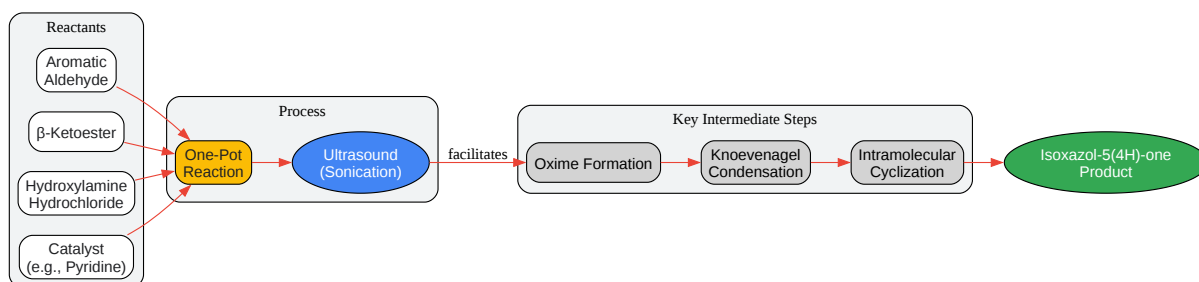 Reactants
Aromatic
Aldehyde
β-Ketoester
Hydroxylamine
Hydrochloride
Catalyst
(e.g., Pyridine)
Process
One-Pot
Reaction
Ultrasound
(Sonication)
facilitates
Key Intermediate Steps
Oxime Formation
Knoevenagel
Condensation
Intramolecular
Cyclization
Isoxazol-5(4H)-one
Product